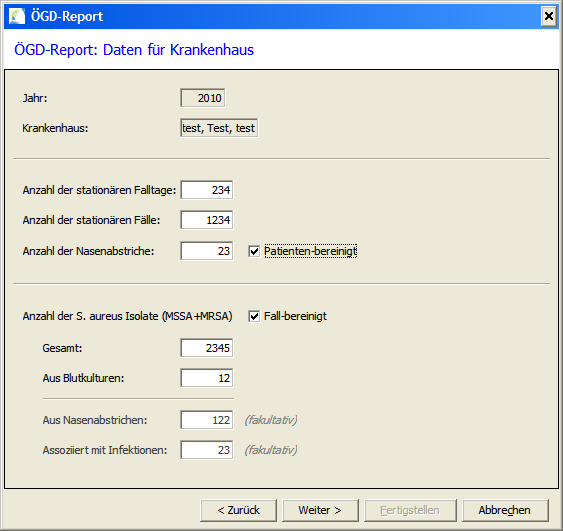 ÖGD-Report
ÖGD-Report: Daten für Krankenhaus
Jahr: 2010
Krankenhaus: test, Test, test
Anzahl der stationären Falltage: 234
Anzahl der stationären Fälle: 1234
Anzahl der Nasenabstriche: 23 Patienten-bereinigt
Anzahl der S. aureus Isolate (MSSA+MRSA) Fall-bereinigt
Gesamt: 2345
Aus Blutkulturen: 12
Aus Nasenabstrichen: 122 (fakultativ)
Assoziiert mit Infektionen: 23 (fakultativ)
< Zurück Weiter > Fertigstellen Abbrechen